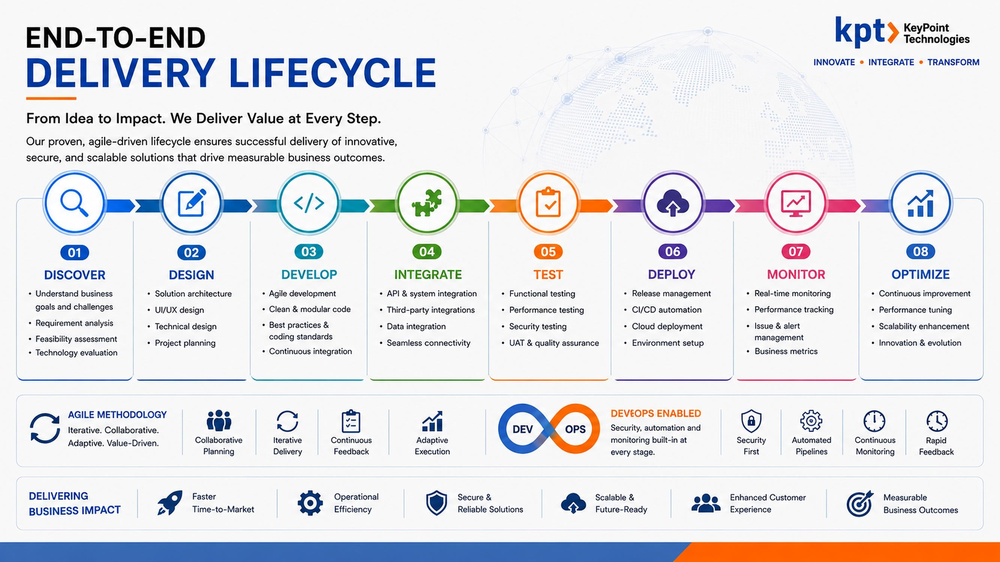 END-TO-END
DELIVERY LIFECYCLE
From Idea to Impact. We Deliver Value at Every Step.
Our proven, agile-driven lifecycle ensures successful delivery of innovative,
secure, and scalable solutions that drive measurable business outcomes.
kpt
KeyPoint
Technologies
INNOVATE • INTEGRATE • TRANSFORM
01
DISCOVER
• Understand business
goals and challenges
• Requirement analysis
• Feasibility assessment
• Technology evaluation
02
DESIGN
• Solution architecture
• UI/UX design
• Technical design
• Project planning
03
DEVELOP
• Agile development
• Clean & modular code
• Best practices &
coding standards
• Continuous integration
04
INTEGRATE
• API & system integration
• Third-party integrations
• Data integration
• Seamless connectivity
05
TEST
• Functional testing
• Performance testing
• Security testing
• UAT & quality assurance
06
DEPLOY
• Release management
• CI/CD automation
• Cloud deployment
• Environment setup
07
MONITOR
• Real-time monitoring
• Performance tracking
• Issue & alert
management
• Business metrics
08
OPTIMIZE
• Continuous improvement
• Performance tuning
• Scalability enhancement
• Innovation & evolution
AGILE METHODOLOGY
Iterative. Collaborative.
Adaptive. Value-Driven.
Collaborative
Planning
Iterative
Delivery
Continuous
Feedback
Adaptive
Execution
DEV
OPS
ENABLED
Security, automation and
monitoring built-in at
every stage.
Security
First
Automated
Pipelines
Continuous
Monitoring
Rapid
Feedback
DELIVERING
BUSINESS IMPACT
Faster
Time-to-Market
Operational
Efficiency
Secure &
Reliable Solutions
Scalable &
Future-Ready
Enhanced Customer
Experience
Measurable
Business Outcomes